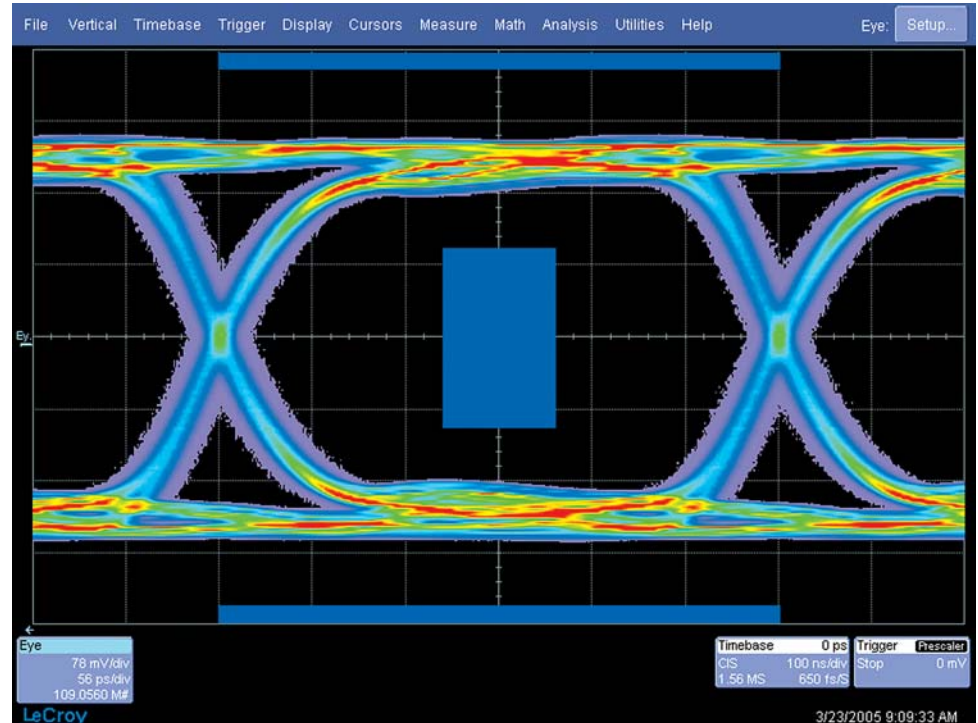 File Vertical Timebase Trigger Display Cursors Measure Math Analysis Utilities Help Eye: Setup...
Ey.
Eye
78 mV/div
56 ps/div
109.0560 M#
Timebase 0 ps
CIS 100 ns/div
1.56 MS 650 fs/S
Trigger Prescaler
Stop 0 mV
LeCroy
3/23/2005 9:09:33 AM